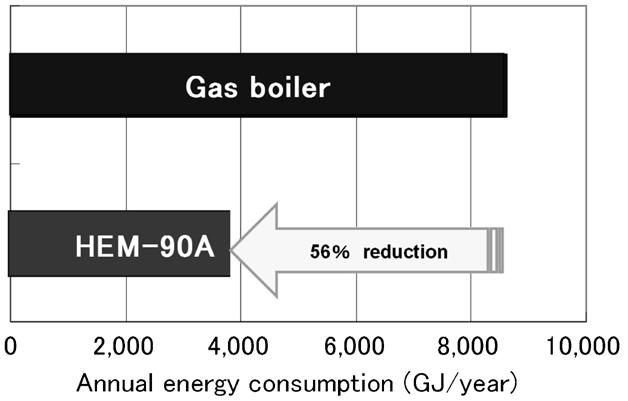 Gas boiler
HEM-90A
56% reduction
0 2,000 4,000 6,000 8,000 10,000
Annual energy consumption (GJ/year)